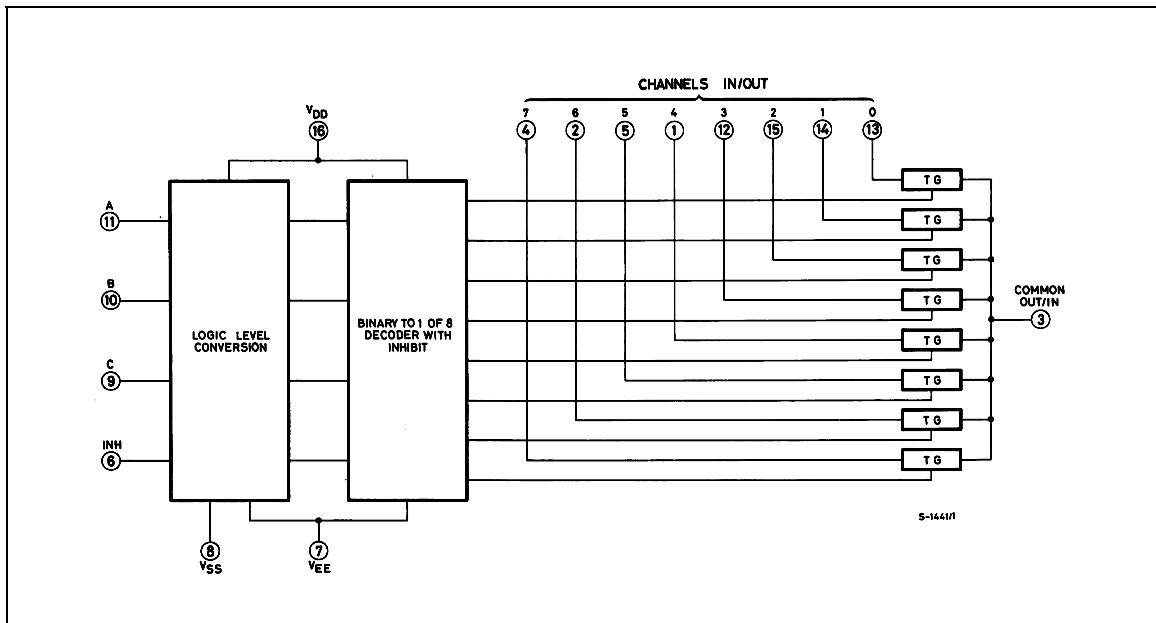 CHANNELS IN/OUT
7 6 5 4 3 2 1 0
4 2 5 1 12 15 14 13
VDD
16
TG
A
11
TG
TG
B
10
TG
COMMON
OUT/IN
3
LOGIC LEVEL
CONVERSION
BINARY TO 1 OF 8
DECODER WITH
INHIBIT
TG
C
9
TG
TG
INH
6
TG
8
VSS
7
VEE
S-1441/1